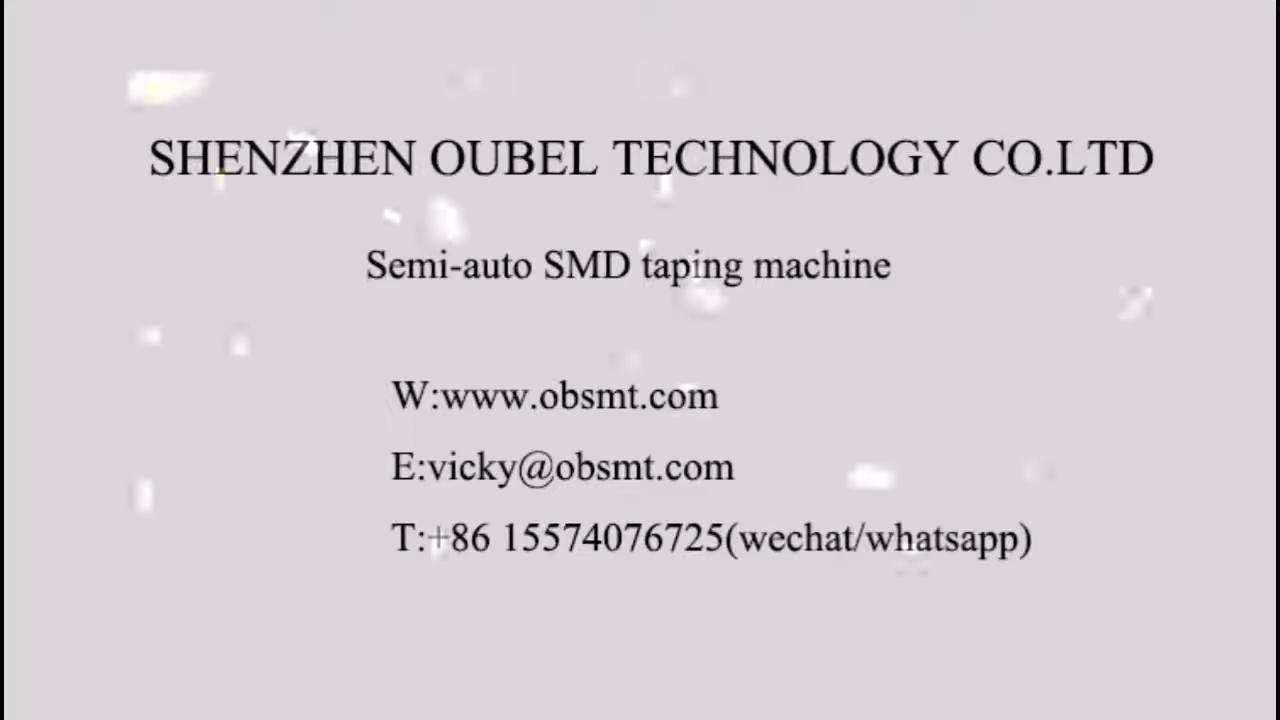 SHENZHEN OUBEL TECHNOLOGY CO.LTD
Semi-auto SMD taping machine
W:www.obsmt.com
E:vicky@obsmt.com
T:+86 15574076725(wechat/whatsapp)